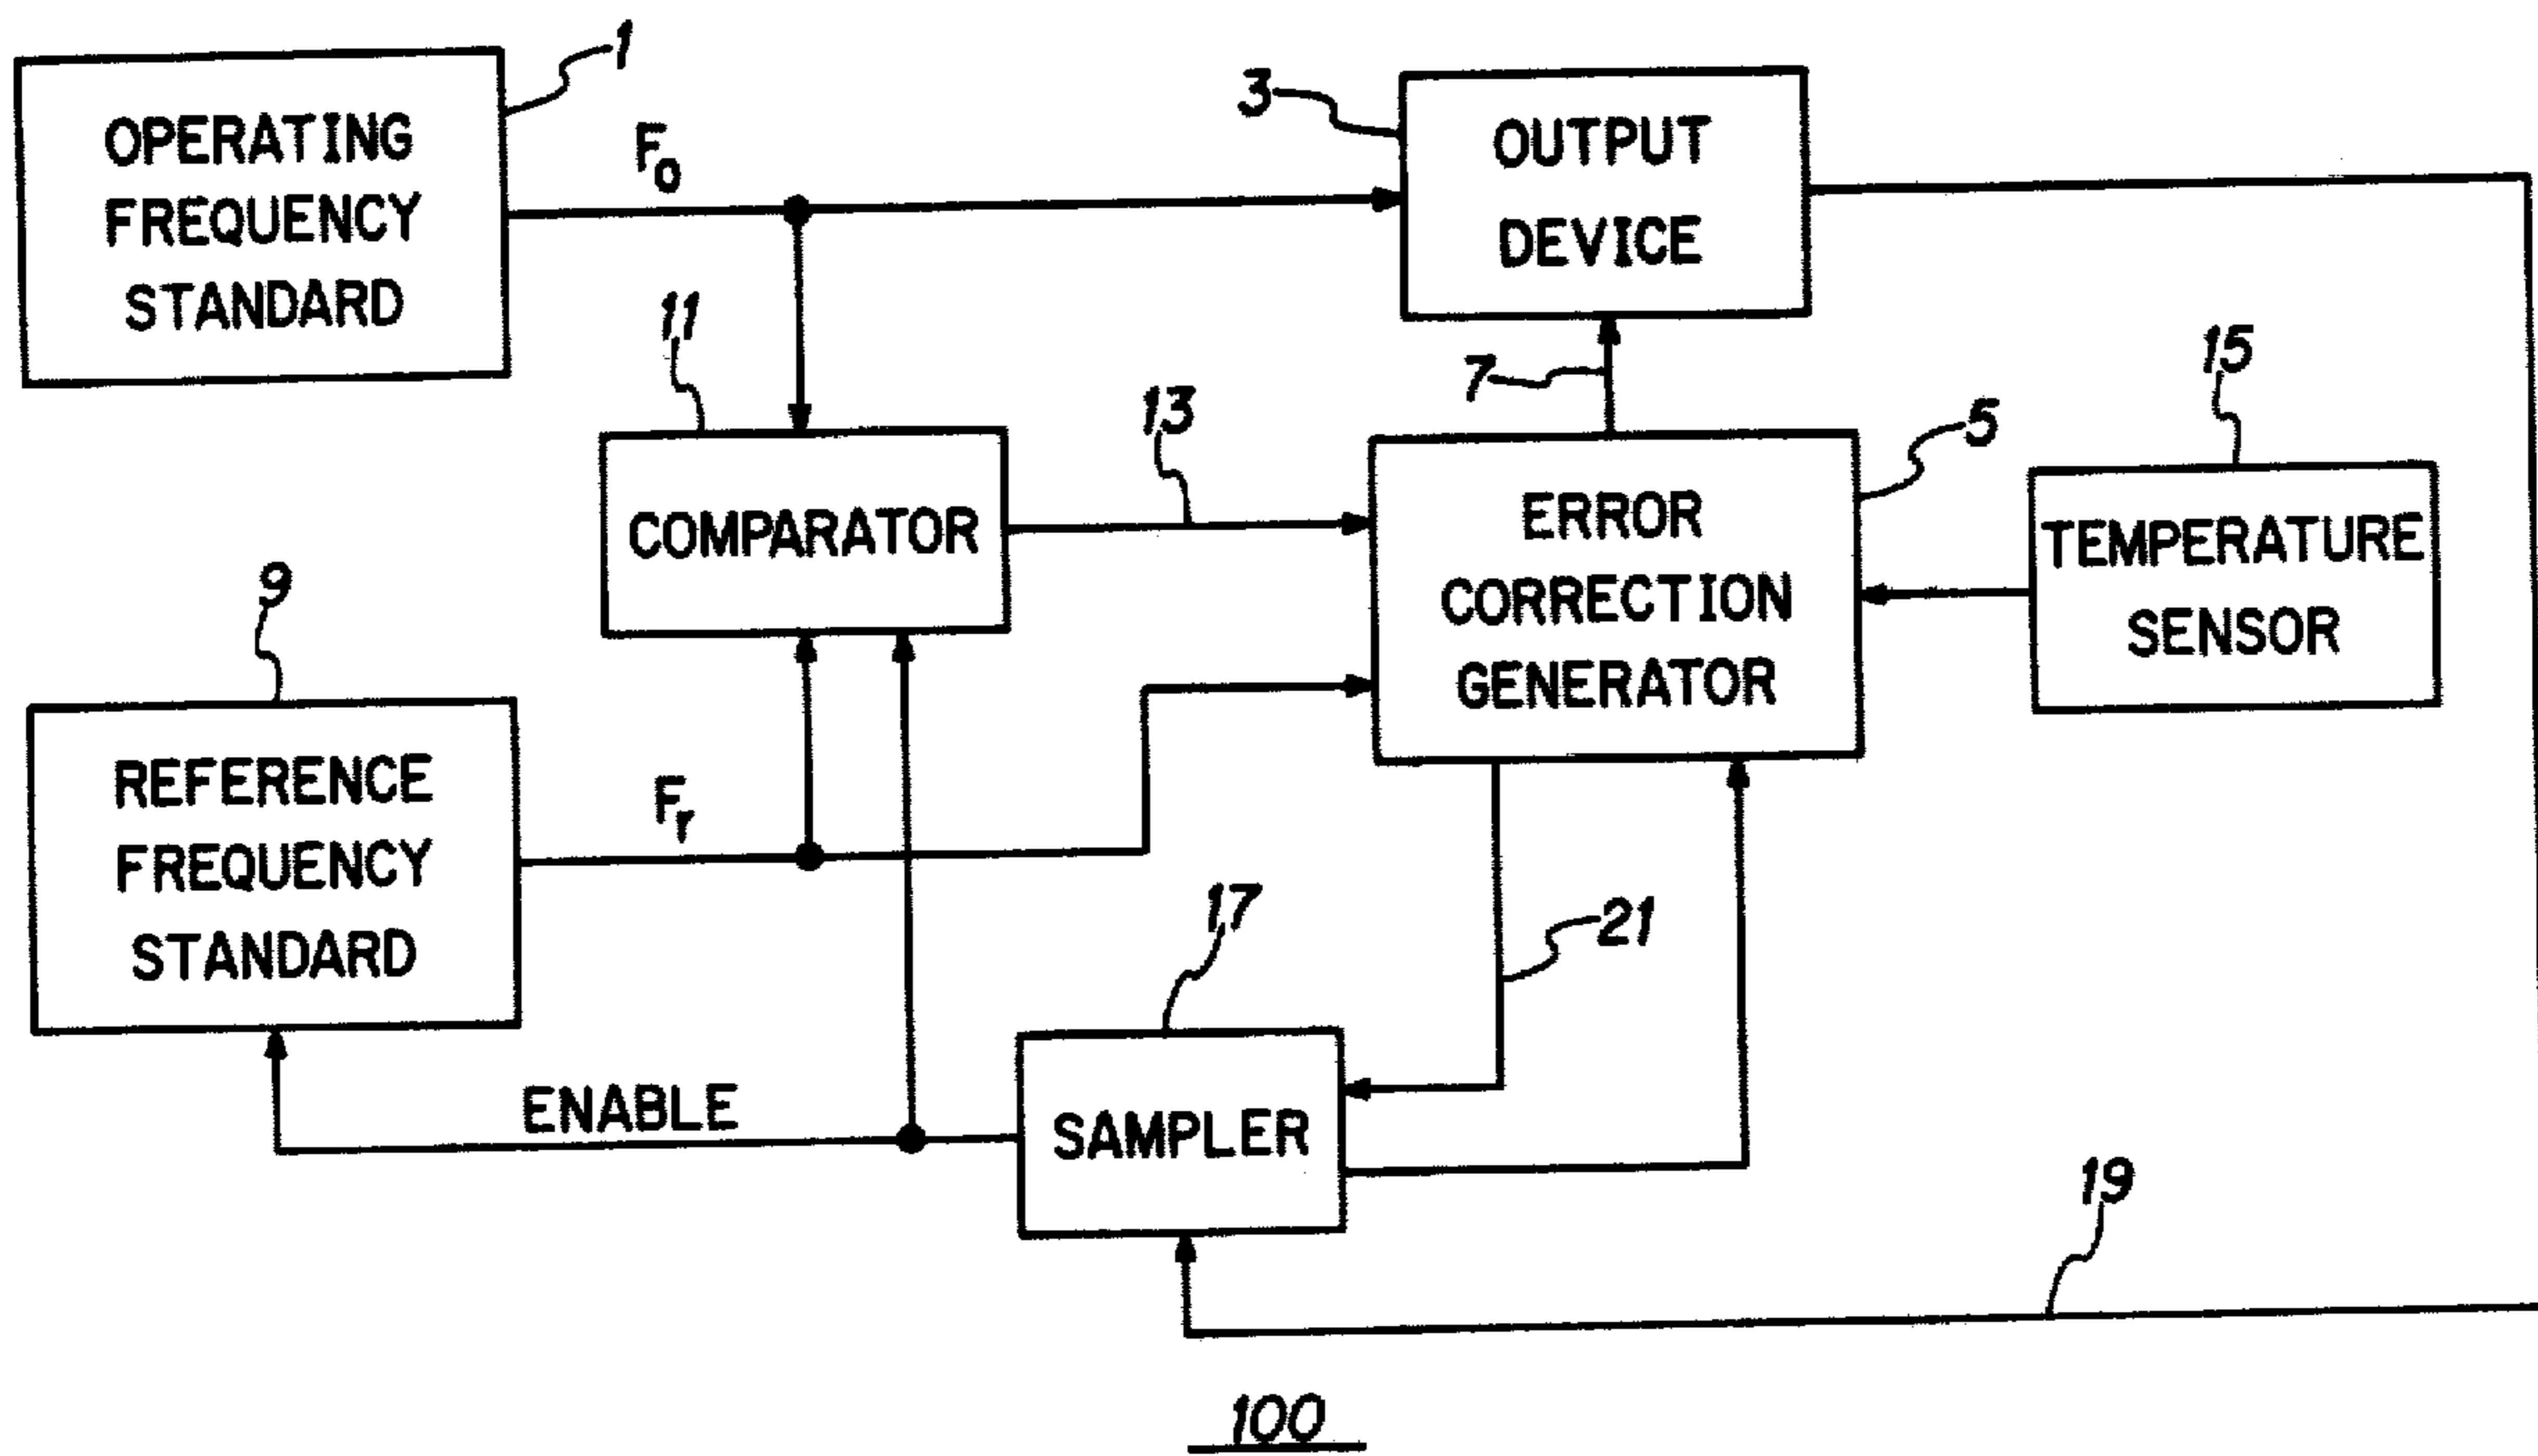 1
OPERATING
FREQUENCY
STANDARD
F₀
3
OUTPUT
DEVICE
11
COMPARATOR
13
7
5
ERROR
CORRECTION
GENERATOR
15
TEMPERATURE
SENSOR
9
REFERENCE
FREQUENCY
STANDARD
Fᵣ
17
21
ENABLE
SAMPLER
19
100